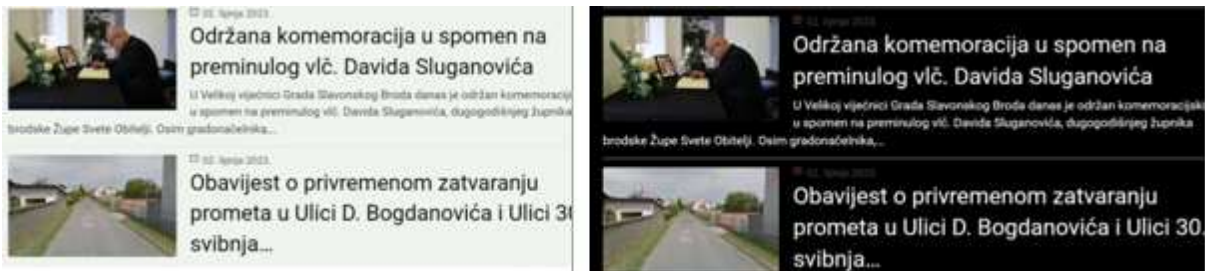 02. lipnja 2023.
Održana komemoracija u spomen na
preminulog vlč. Davida Sluganovića
U Velikoj vijećnici Grada Slavonskog Broda danas je održan komemoracij
u spomen na preminulog vlč. Davida Sluganovića, dugogodišnjeg župnika
brodske Župe Svete Obitelji. Osim gradonačelnika,...
02. lipnja 2023.
Obavijest o privremenom zatvaranju
prometa u Ulici D. Bogdanovića i Ulici 30
svibnja...
02. lipnja 2023.
Održana komemoracija u spomen na
preminulog vlč. Davida Sluganovića
U Velikoj vijećnici Grada Slavonskog Broda danas je održan komemoracijski
u spomen na preminulog vlč. Davida Sluganovića, dugogodišnjeg župnika
brodske Župe Svete Obitelji. Osim gradonačelnika,...
02. lipnja 2023.
Obavijest o privremenom zatvaranju
prometa u Ulici D. Bogdanovića i Ulici 30.
svibnja...